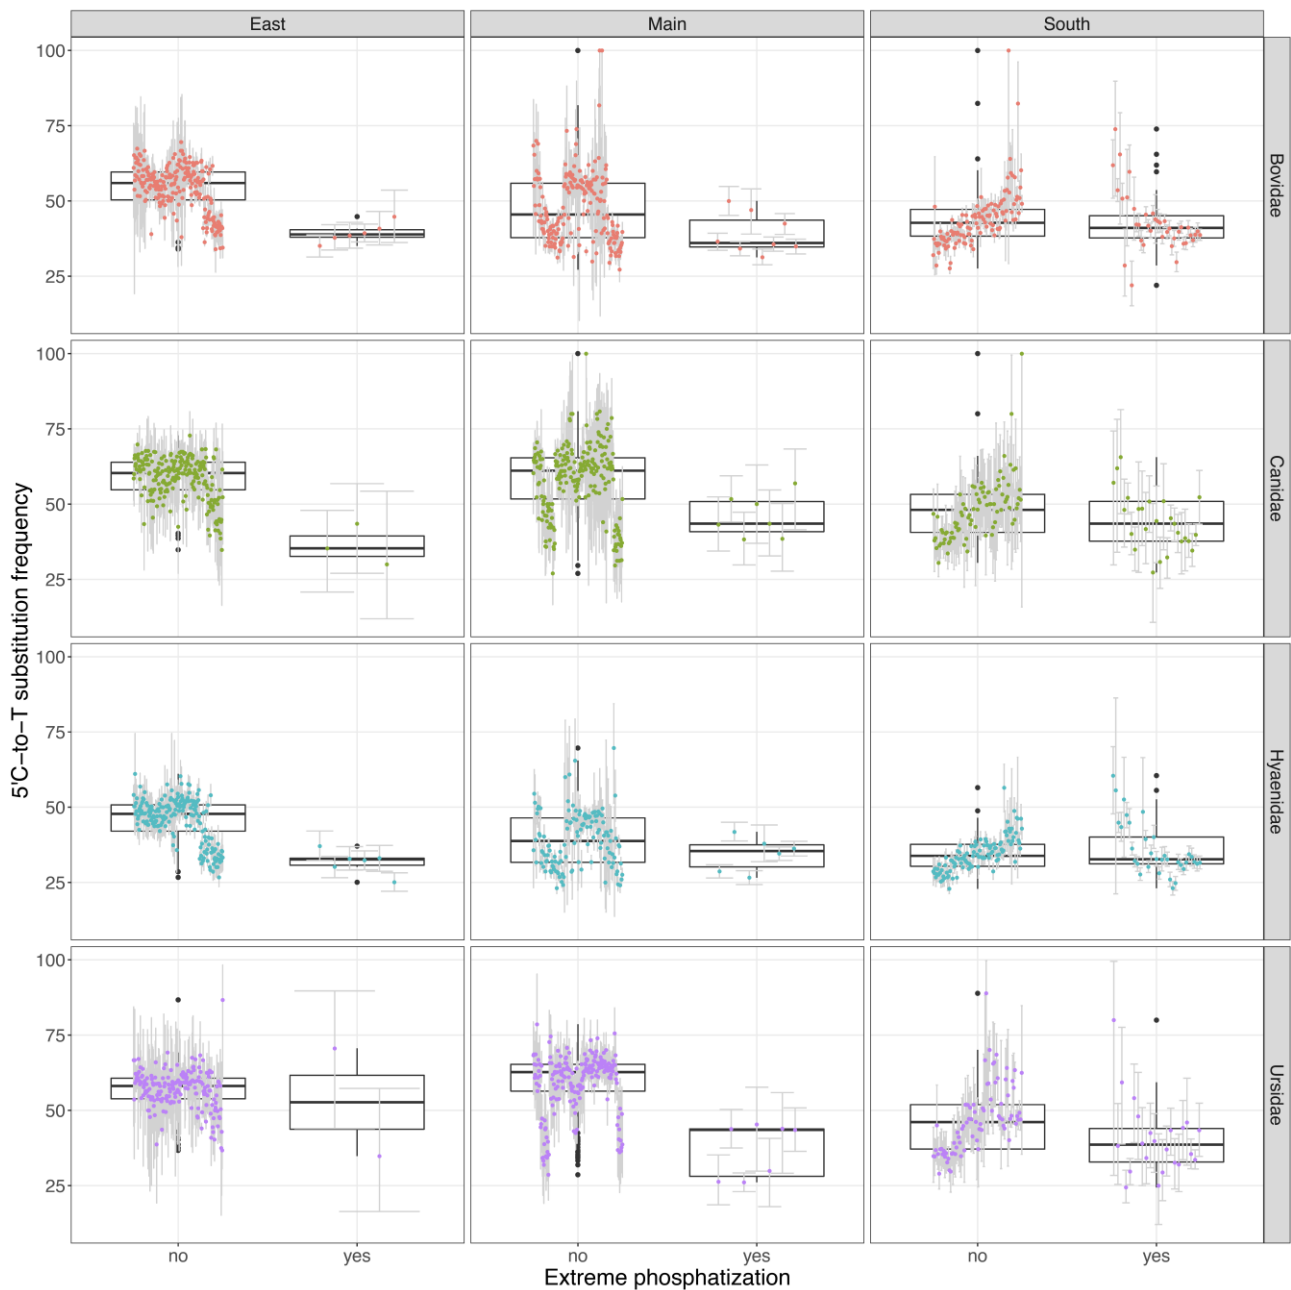 East Main South
100
75
50
25
Bovidae
100
75
50
25
Canidae
100
75
50
25
Hyaenidae
100
75
50
25
Ursidae
no yes no yes no yes
Extreme phosphatization
5'C−to−T substitution frequency